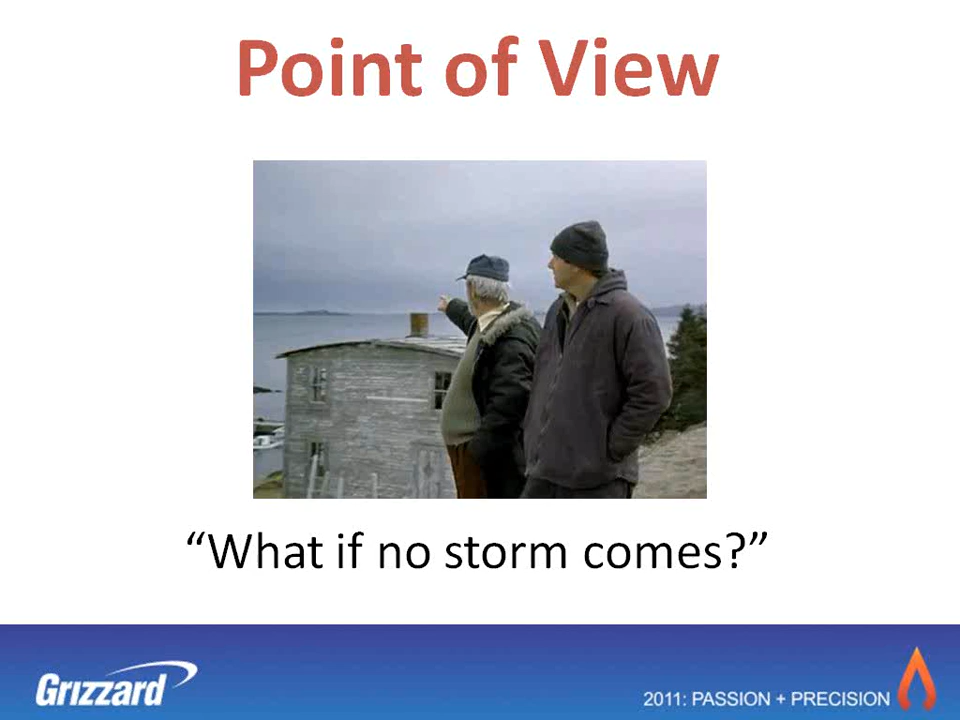 Point of View
“What if no storm comes?”
Grizzard
2011: PASSION + PRECISION